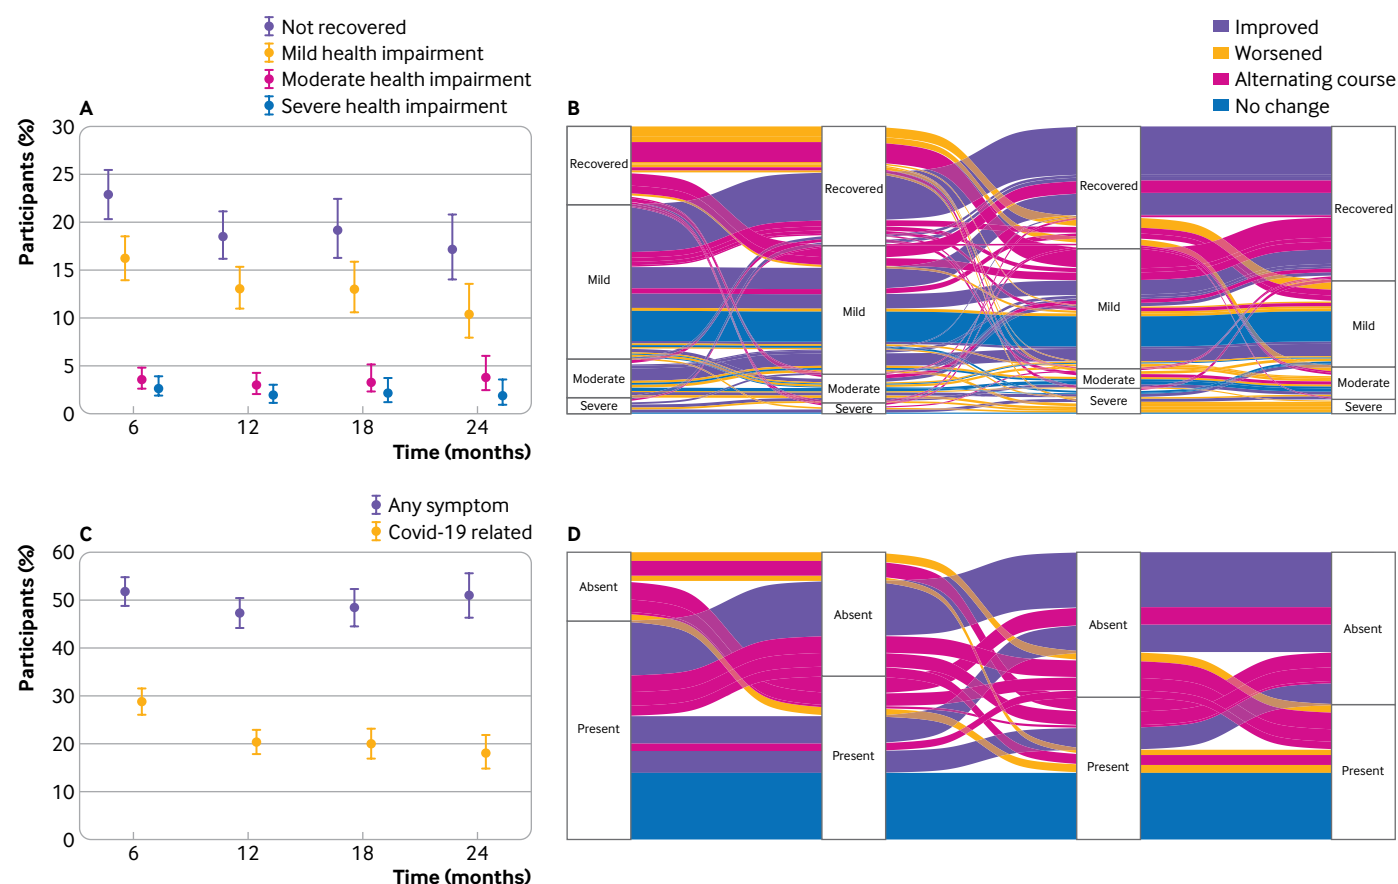 Not recovered
Mild health impairment
Moderate health impairment
Severe health impairment
A
Participants (%)
30
25
20
15
10
5
0
6 12 18 24
Time (months)
Improved
Worsened
Alternating course
No change
B
Recovered
Mild
Moderate
Severe
Recovered
Mild
Moderate
Severe
Recovered
Mild
Moderate
Severe
Recovered
Mild
Moderate
Severe
Any symptom
Covid-19 related
C
Participants (%)
60
50
40
30
20
10
0
6 12 18 24
Time (months)
D
Absent
Present
Absent
Present
Absent
Present
Absent
Present